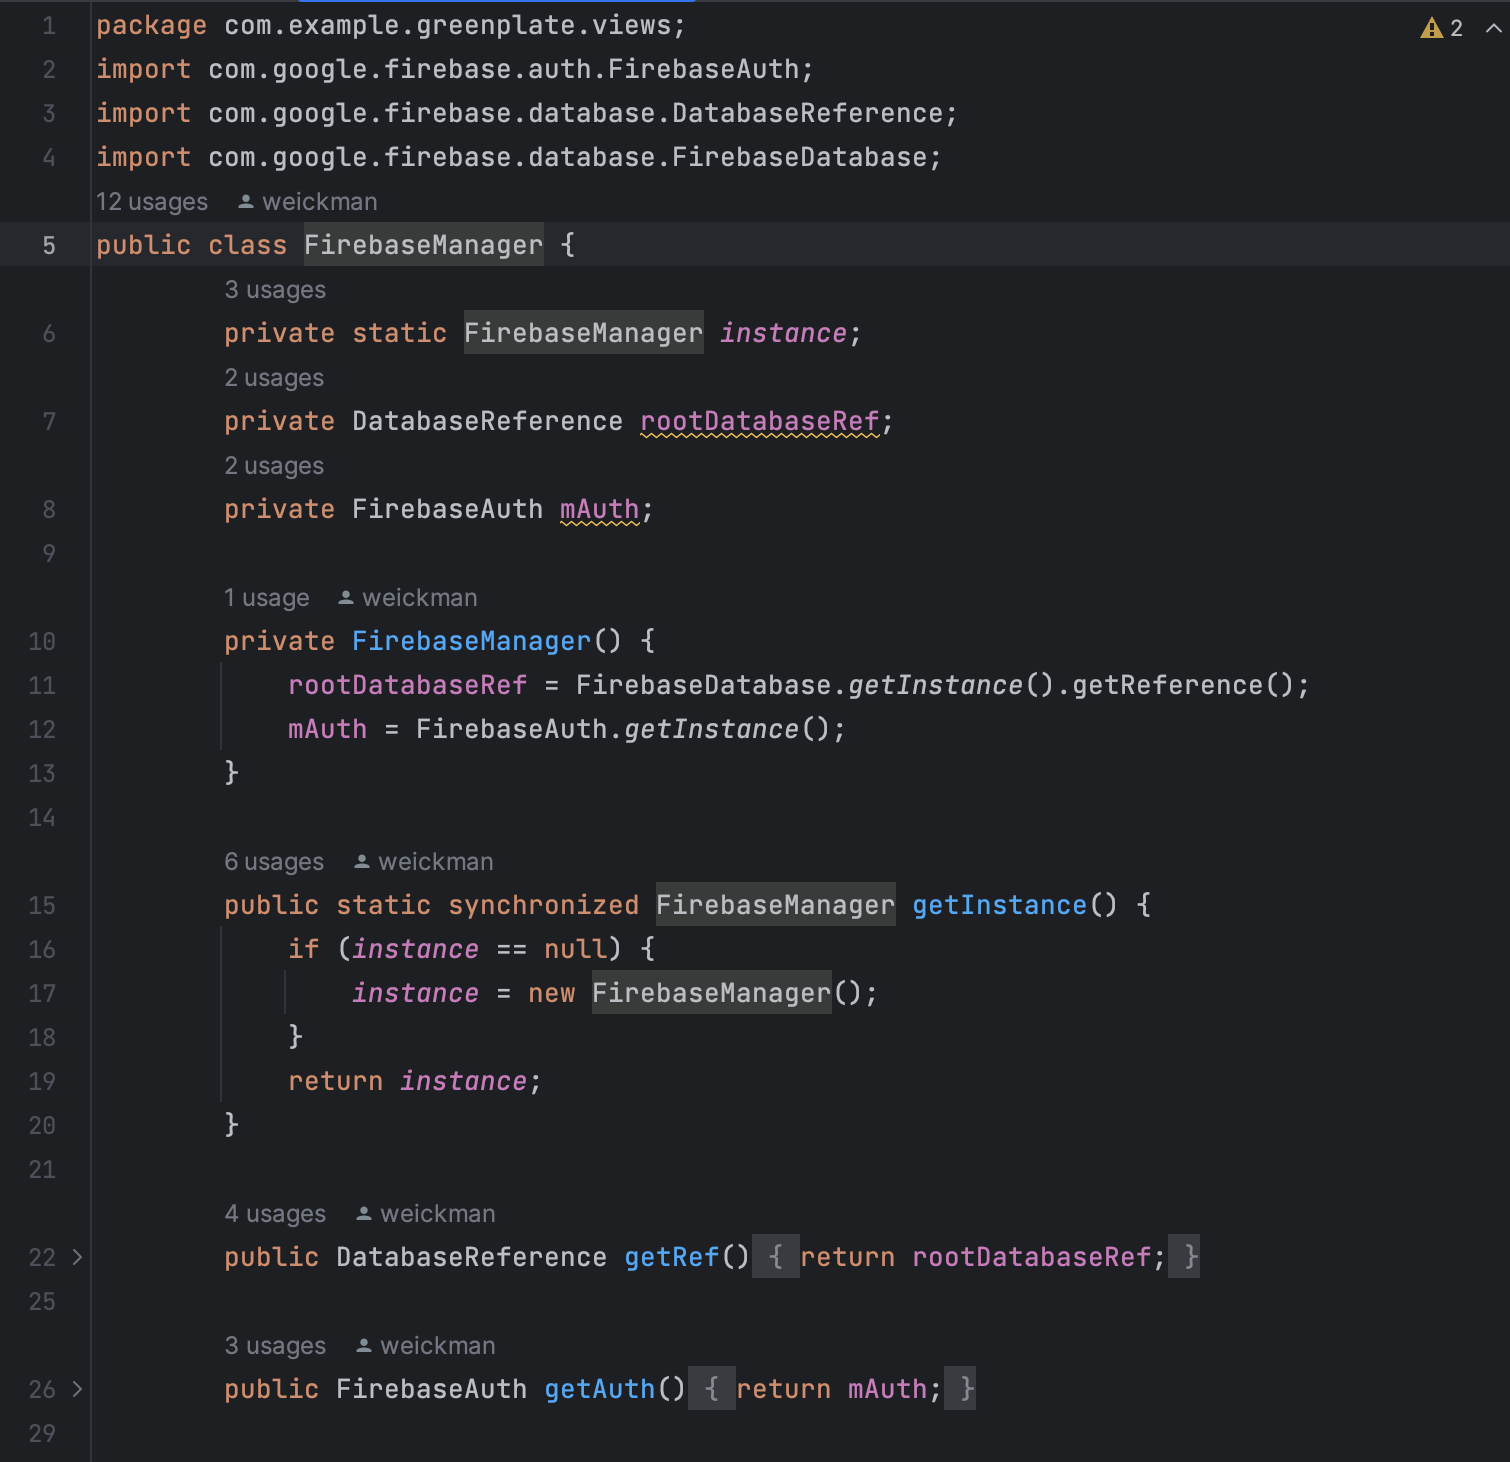 1 package com.example.greenplate.views; 2
2 import com.google.firebase.auth.FirebaseAuth;
3 import com.google.firebase.database.DatabaseReference;
4 import com.google.firebase.database.FirebaseDatabase;
12 usages weickman
5 public class FirebaseManager {
3 usages
6 private static FirebaseManager instance;
2 usages
7 private DatabaseReference rootDatabaseRef;
2 usages
8 private FirebaseAuth mAuth;
9
1 usage weickman
10 private FirebaseManager() {
11 rootDatabaseRef = FirebaseDatabase.getInstance().getReference();
12 mAuth = FirebaseAuth.getInstance();
13 }
14
6 usages weickman
15 public static synchronized FirebaseManager getInstance() {
16 if (instance == null) {
17 instance = new FirebaseManager();
18 }
19 return instance;
20 }
21
4 usages weickman
22 public DatabaseReference getRef() { return rootDatabaseRef; }
25
3 usages weickman
26 public FirebaseAuth getAuth() { return mAuth; }
29